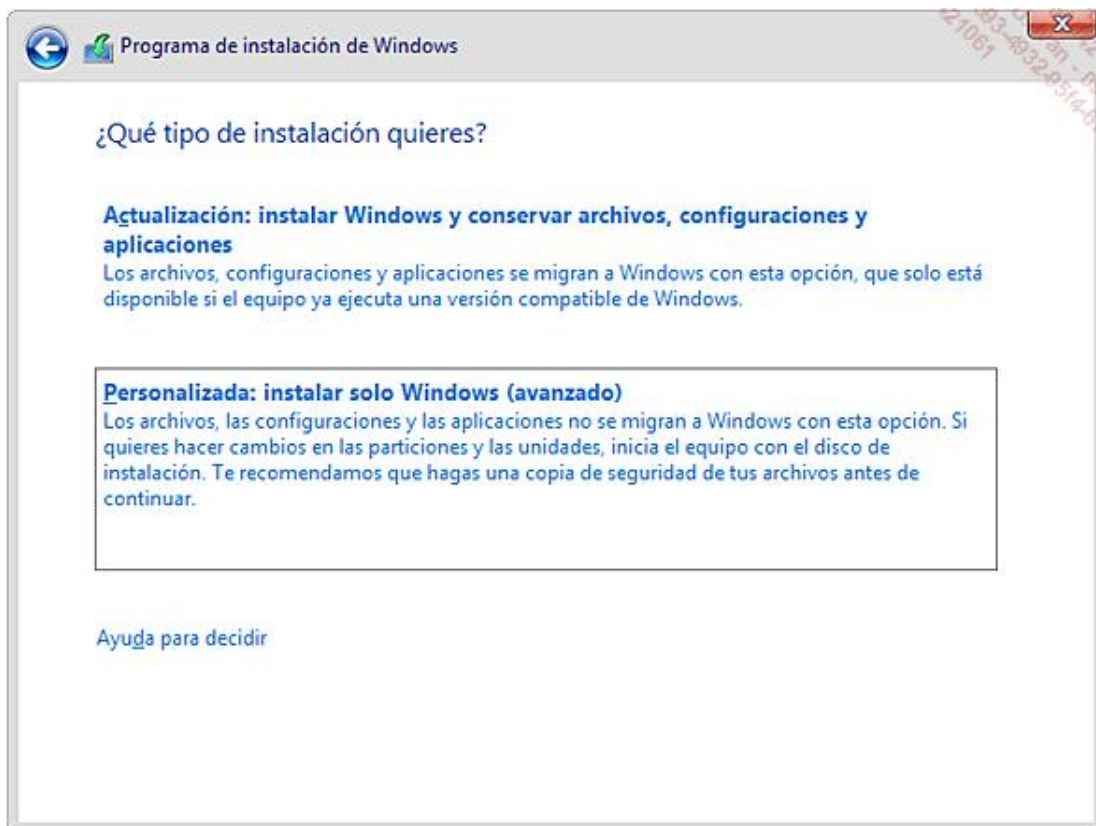 Programa de instalación de Windows
¿Qué tipo de instalación quieres?
Actualización: instalar Windows y conservar archivos, configuraciones y
aplicaciones
Los archivos, configuraciones y aplicaciones se migran a Windows con esta opción, que solo está
disponible si el equipo ya ejecuta una versión compatible de Windows.
Personalizada: instalar solo Windows (avanzado)
Los archivos, las configuraciones y las aplicaciones no se migran a Windows con esta opción. Si
quieres hacer cambios en las particiones y las unidades, inicia el equipo con el disco de
instalación. Te recomendamos que hagas una copia de seguridad de tus archivos antes de
continuar.
Ayuda para decidir